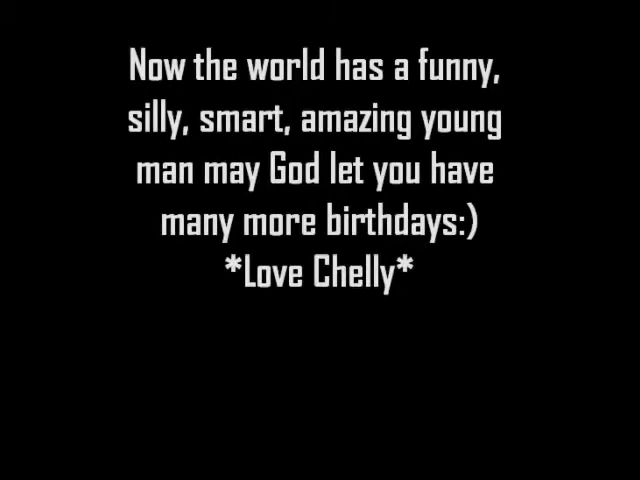 Now the world has a funny,
silly, smart, amazing young
man may God let you have
many more birthdays:)
*Love Chelly*